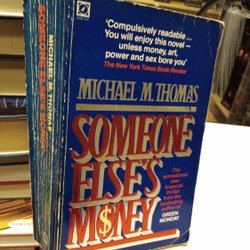 'Compulsively readable...
You will enjoy this novel –
unless money, art,
power and sex bore you'
The New York Times Book Review
MICHAEL M. THOMAS
SOMEONE
ELSE'S
MONEY
The sensational
new
financial thriller
from the
bestselling
author of
GREEN
MONDAY
SOMEONE ELSE'S MONEY
MICHAEL M. THOMAS